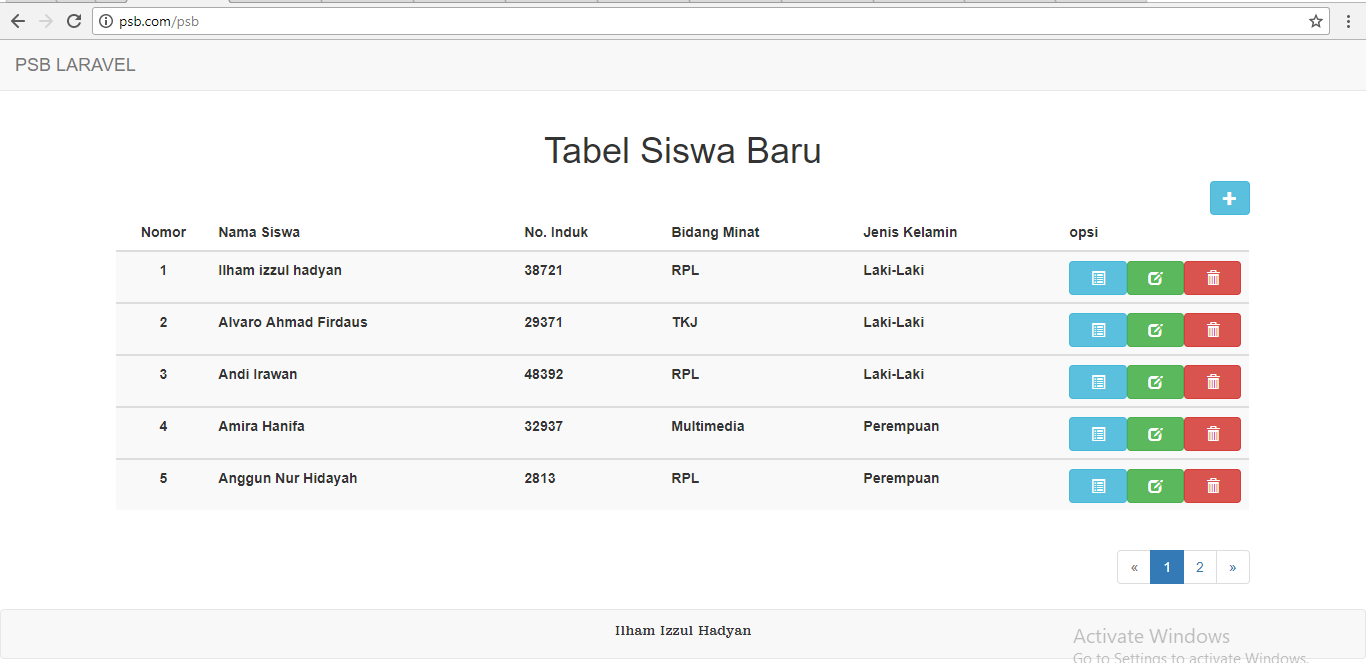 psb.com/psb
PSB LARAVEL
Tabel Siswa Baru
Nomor Nama Siswa No. Induk Bidang Minat Jenis Kelamin opsi
1 Ilham izzul hadyan 38721 RPL Laki-Laki
2 Alvaro Ahmad Firdaus 29371 TKJ Laki-Laki
3 Andi Irawan 48392 RPL Laki-Laki
4 Amira Hanifa 32937 Multimedia Perempuan
5 Anggun Nur Hidayah 2813 RPL Perempuan
« 1 2 »
Ilham Izzul Hadyan
Activate Windows
Go to Settings to activate Windows.